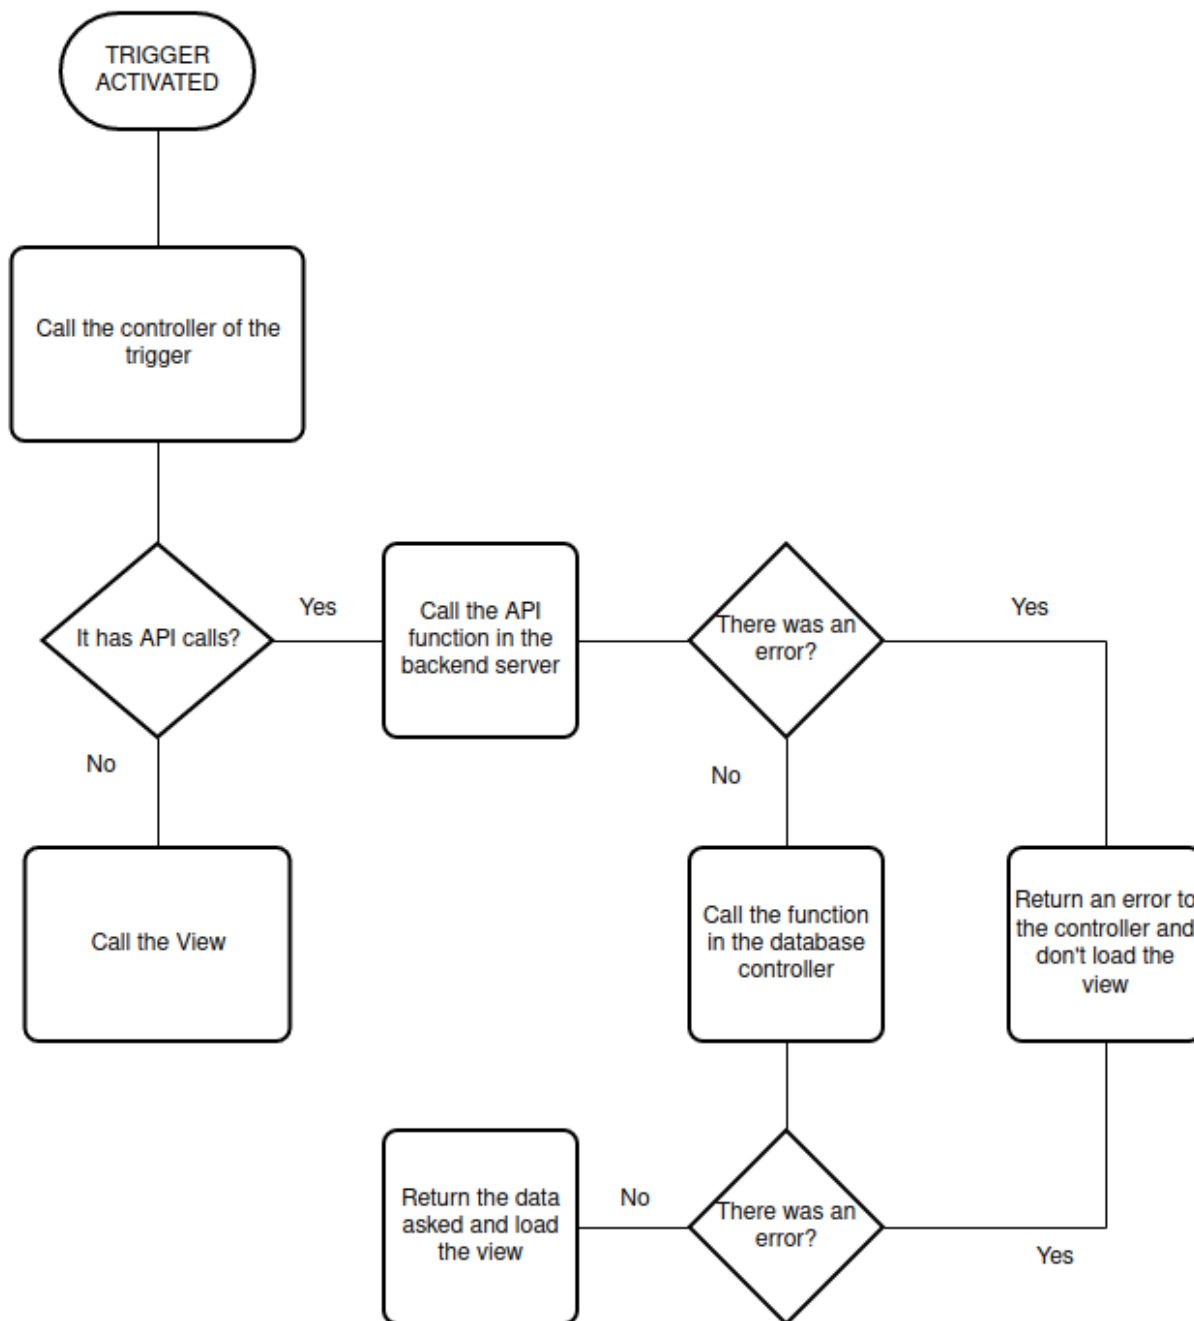 TRIGGER
ACTIVATED
Call the controller of the
trigger
It has API calls?
Yes
Call the API
function in the
backend server
There was an
error?
Yes
No
No
Call the View
Call the function
in the database
controller
Return an error to
the controller and
don't load the
view
Return the data
asked and load
the view
No
There was an
error?
Yes